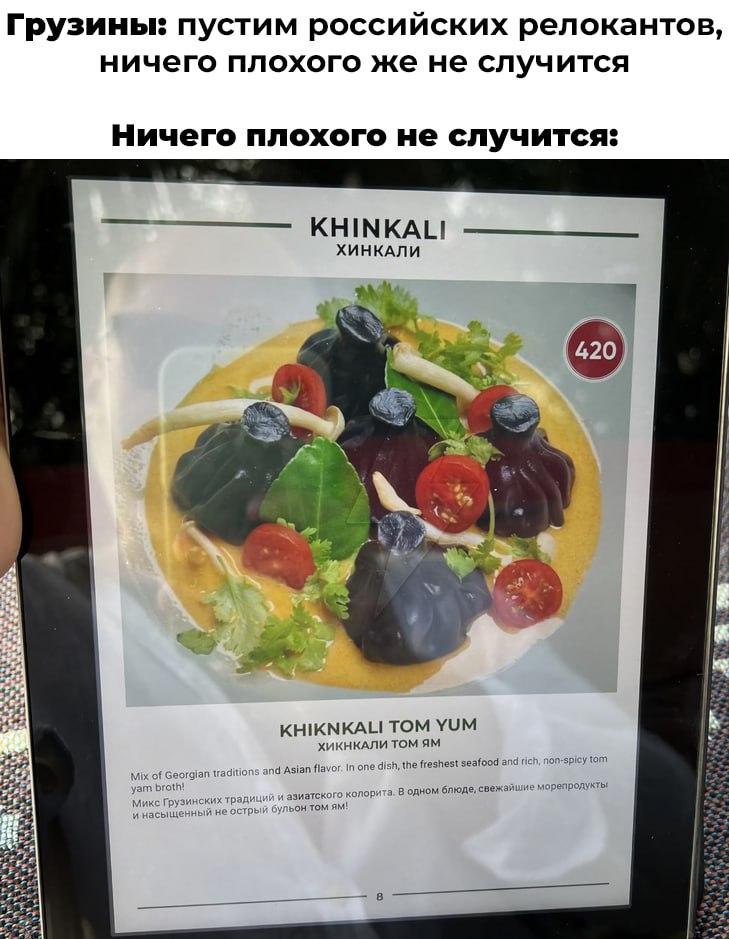 Грузины: пустим российских релокантов,
ничего плохого же не случится
Ничего плохого не случится:
KHINKALI
ХИНКАЛИ
420
KHIKNKALI TOM YUM
ХИКНКАЛИ ТОМ ЯМ
Mix of Georgian traditions and Asian flavor. In one dish, the freshest seafood and rich, non-spicy tom
yam broth!
Микс Грузинских традиций и азиатского колорита. В одном блюде, свежайшие морепродукты
и насыщенный не острый бульон том ям!
8